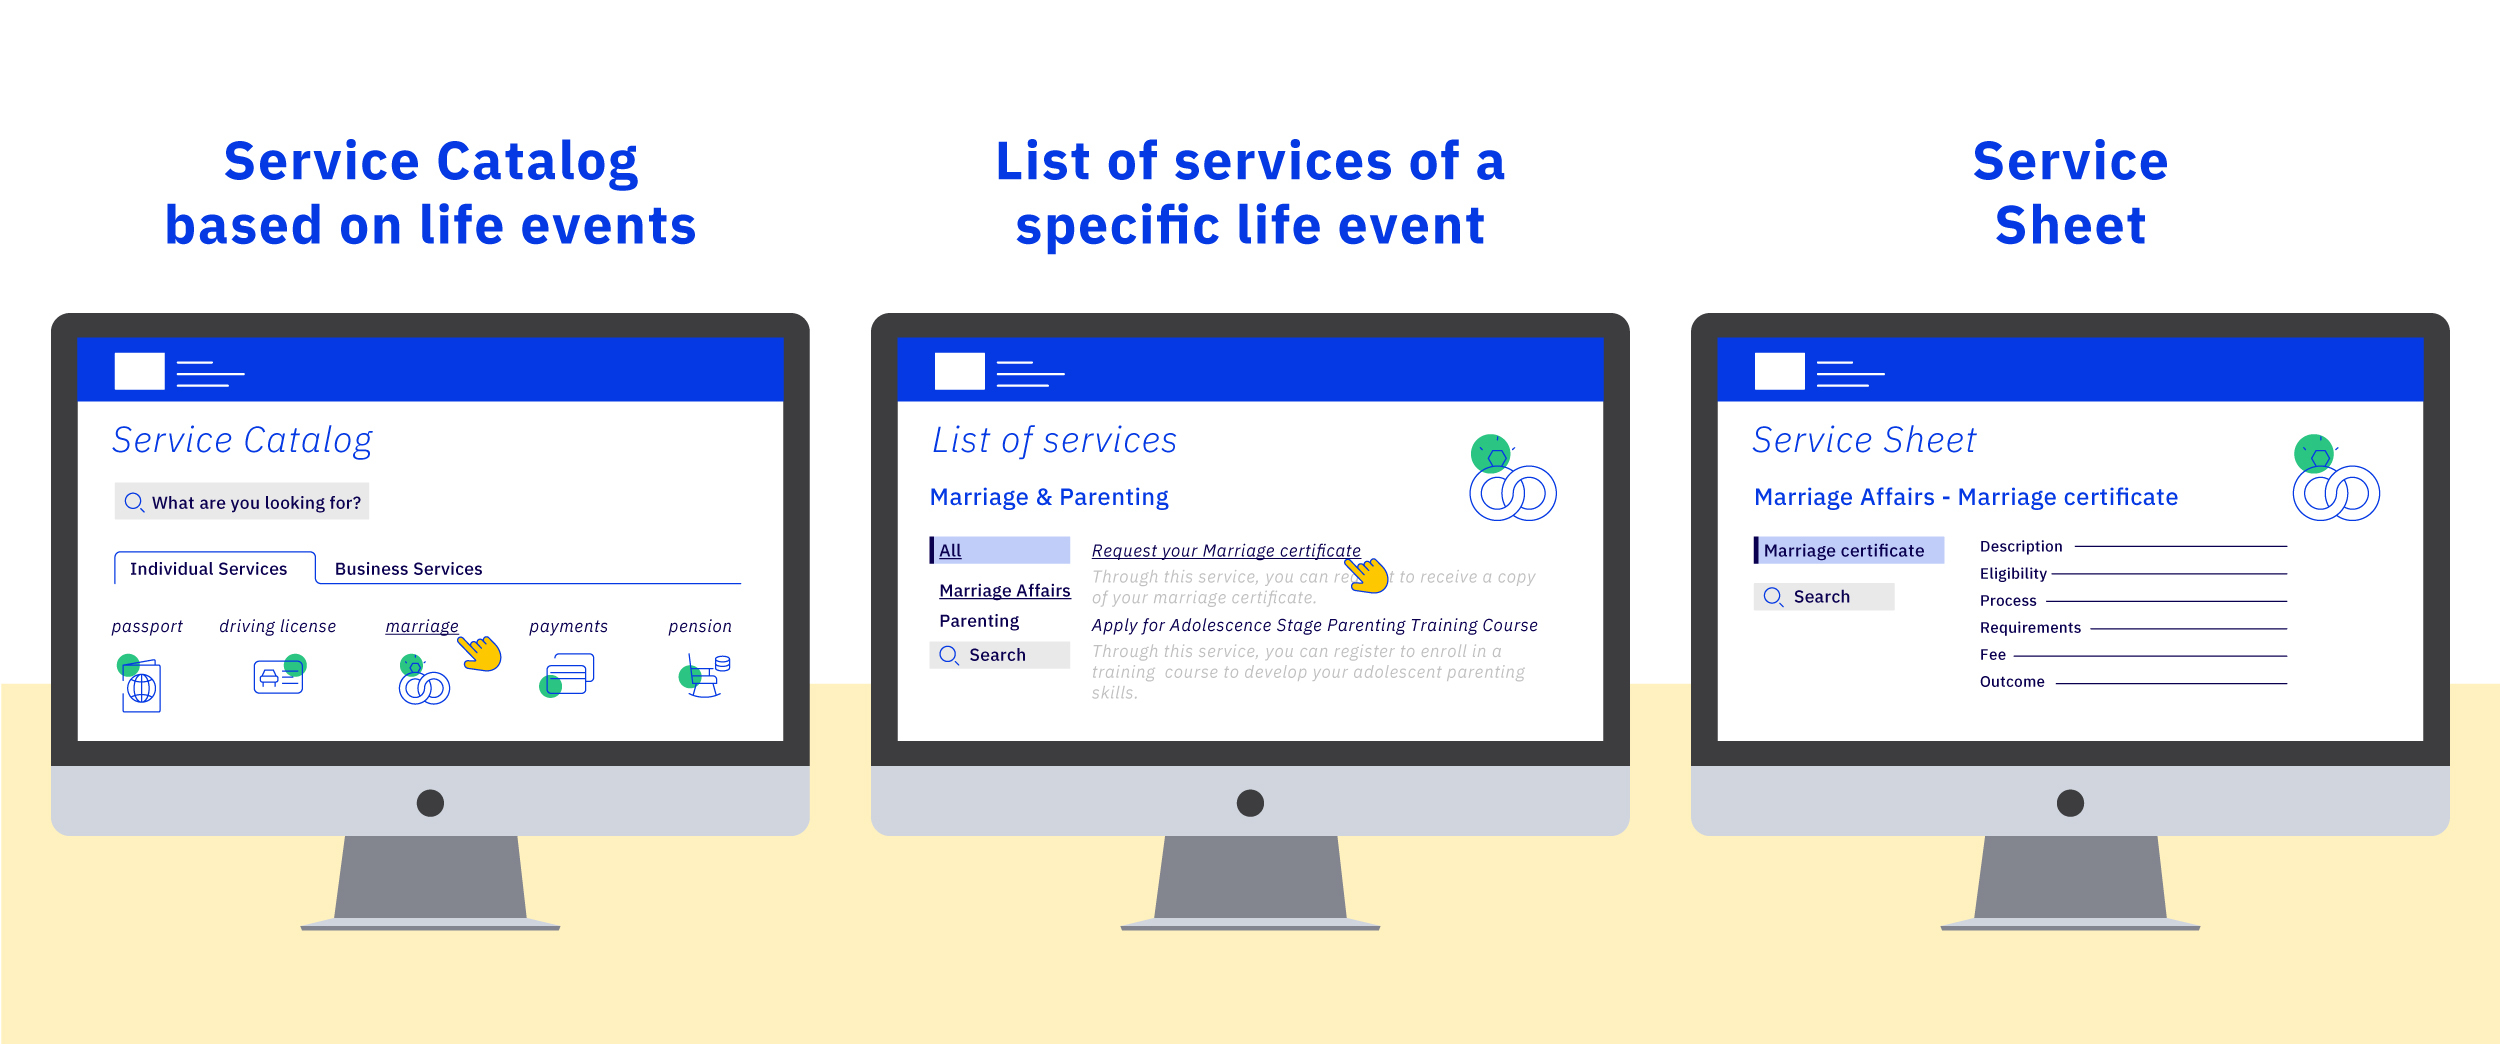 Service Catalog
based on life events
Service Catalog
What are you looking for?
Individual Services
Business Services
passport
driving license
marriage
payments
pension
List of services of a
specific life event
List of services
Marriage & Parenting
All
Marriage Affairs
Parenting
Search
Request your Marriage certificate
Through this service, you can req t to receive a copy
of your marriage certificate.
Apply for Adolescence Stage Parenting Training Course
Through this service, you can register to enroll in a
training course to develop your adolescent parenting
skills.
Service
Sheet
Service Sheet
Marriage Affairs - Marriage certificate
Marriage certificate
Search
Description
Eligibility
Process
Requirements
Fee
Outcome